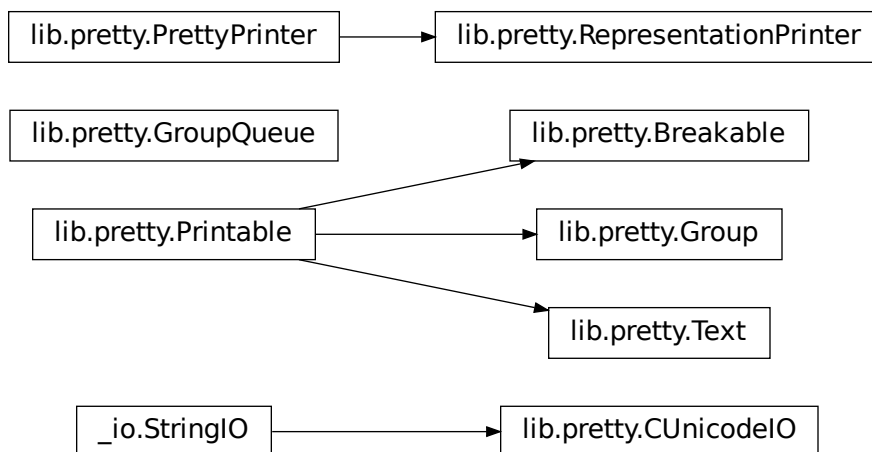 lib.pretty.PrettyPrinter
lib.pretty.RepresentationPrinter
lib.pretty.GroupQueue
lib.pretty.Breakable
lib.pretty.Printable
lib.pretty.Group
lib.pretty.Text
_io.StringIO
lib.pretty.CUnicodeIO